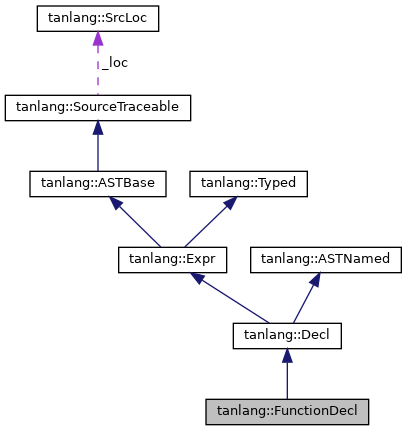 tanlang::SrcLoc
_loc
tanlang::SourceTraceable
tanlang::ASTBase
tanlang::Typed
tanlang::Expr
tanlang::ASTNamed
tanlang::Decl
tanlang::FunctionDecl